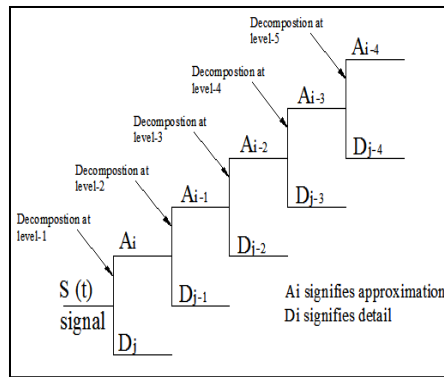 Decompostion at
level-5
Ai-4
Decompostion at
level-4
Ai-3
Dj-4
Decompostion at
level-3
Ai-2
Dj-3
Decompostion at
level-2
Ai-1
Dj-2
Decompostion at
level-1
Ai
Dj-1
S (t)
signal
Dj
Ai signifies approximation
Di signifies detail